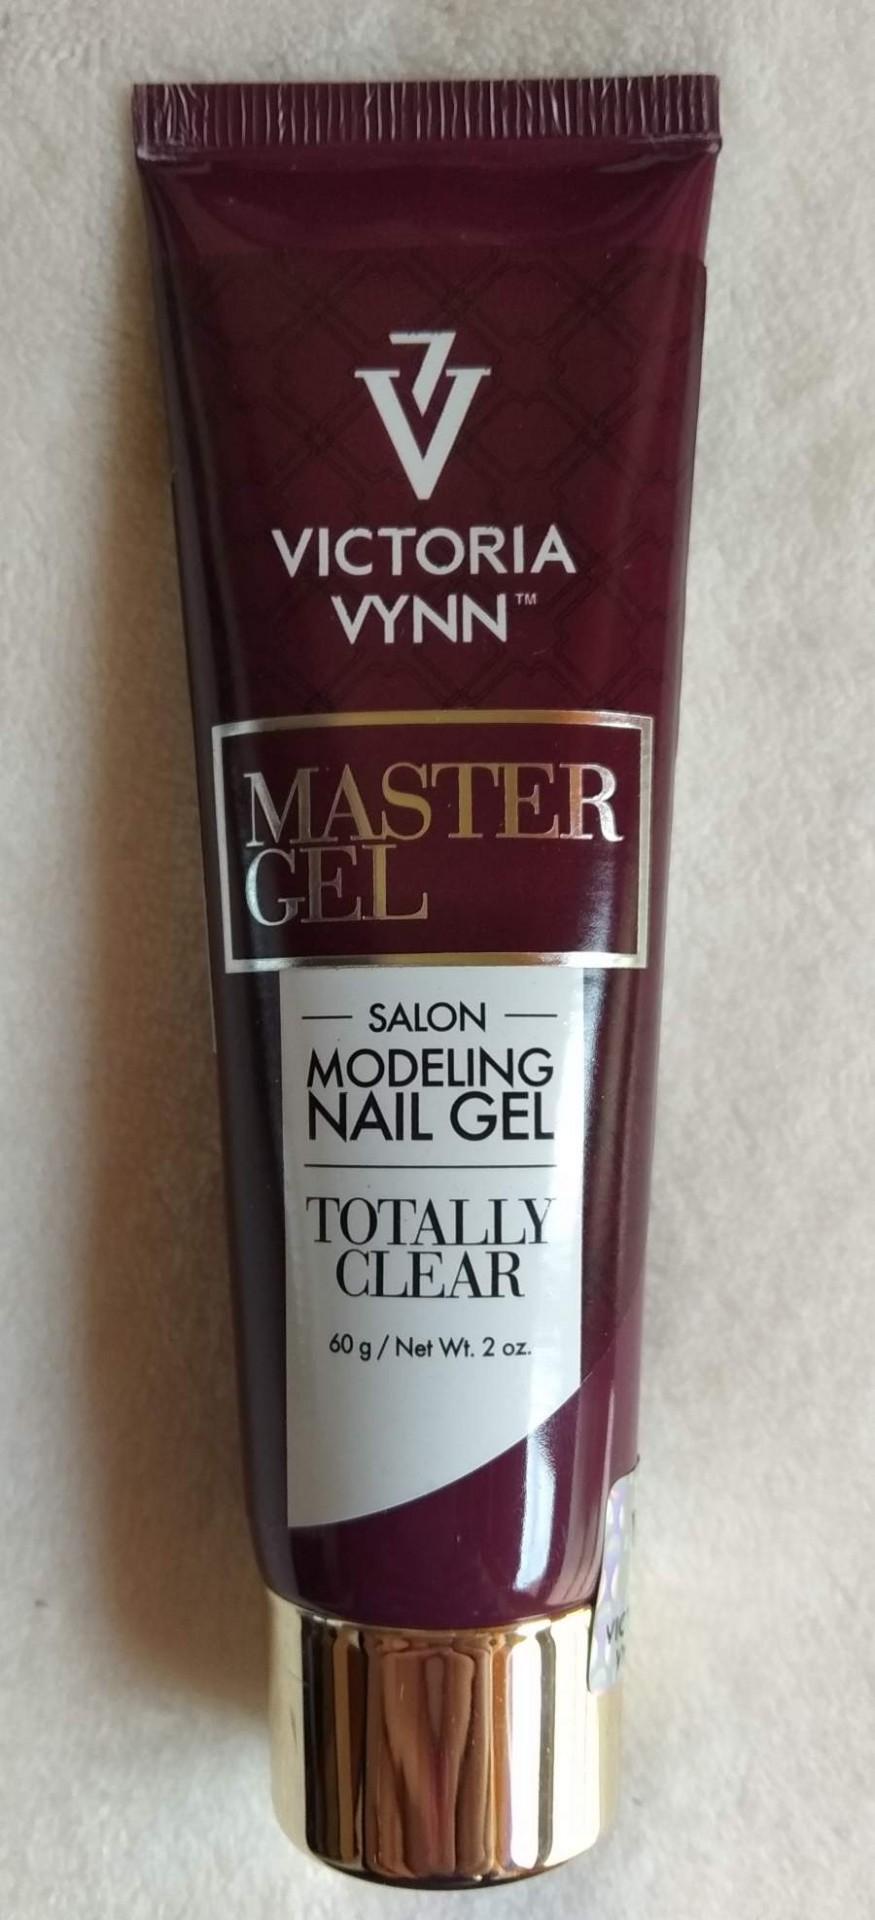 VICTORIA
VYNN™
MASTER
GEL
SALON
MODELING
NAIL GEL
TOTALLY
CLEAR
60 g / Net Wt. 2 oz.